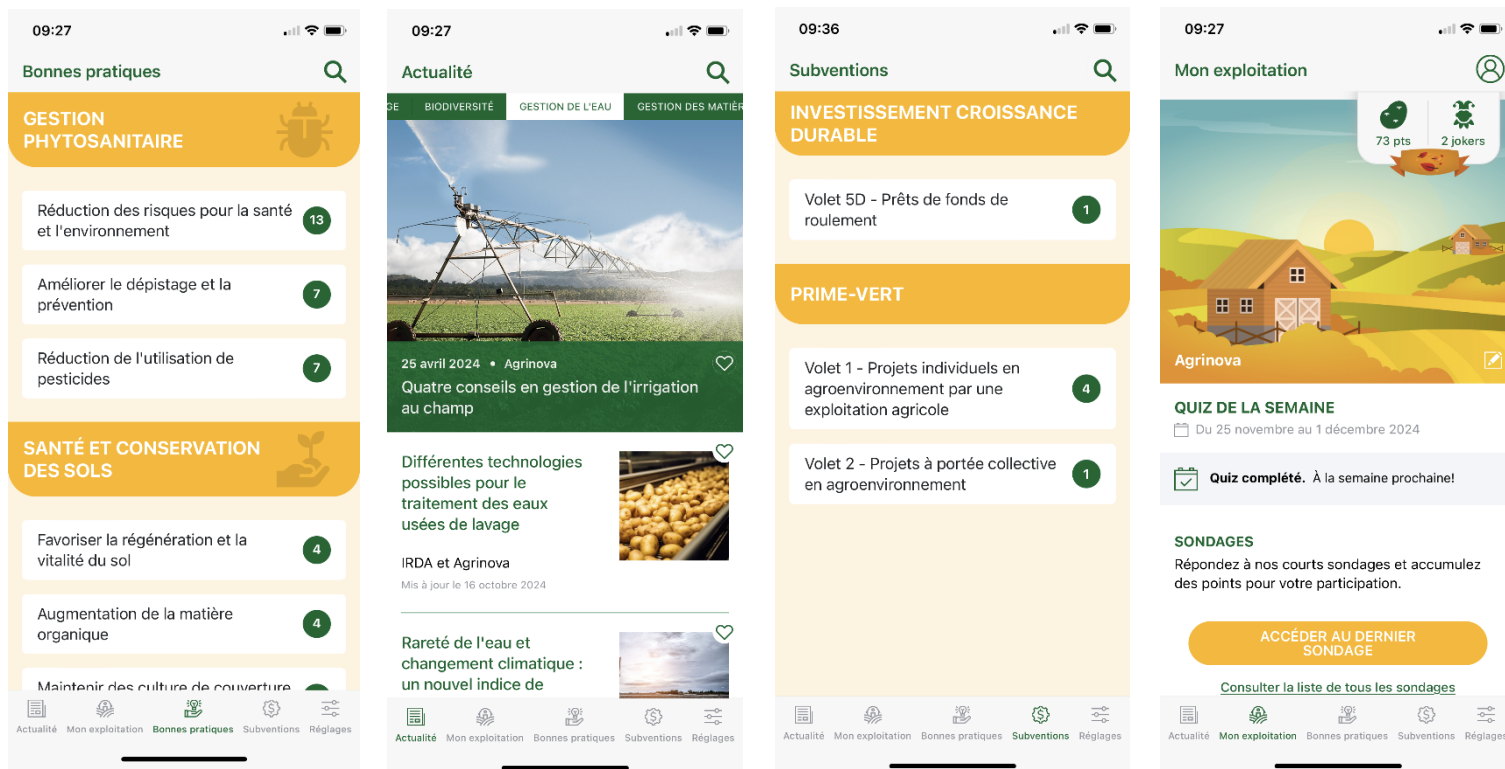 09:27
Bonnes pratiques
GESTION
PHYTOSANITAIRE
Réduction des risques pour la santé
et l'environnement
13
Améliorer le dépistage et la
prévention
7
Réduction de l'utilisation de
pesticides
7
SANTÉ ET CONSERVATION
DES SOLS
Favoriser la régénération et la
vitalité du sol
4
Augmentation de la matière
organique
4
Maintenir des culture de couverture
Actualité Mon exploitation Bonnes pratiques Subventions Réglages
09:27
Actualité
GE BIODIVERSITÉ GESTION DE L'EAU GESTION DES MATIÈR
25 avril 2024 • Agrinova
Quatre conseils en gestion de l'irrigation
au champ
Différentes technologies
possibles pour le
traitement des eaux
usées de lavage
IRDA et Agrinova
Mis à jour le 16 octobre 2024
Rareté de l'eau et
changement climatique :
un nouvel indice de
Actualité Mon exploitation Bonnes pratiques Subventions Réglages
09:36
Subventions
INVESTISSEMENT CROISSANCE
DURABLE
Volet 5D - Prêts de fonds de
roulement
1
PRIME-VERT
Volet 1 - Projets individuels en
agroenvironnement par une
exploitation agricole
4
Volet 2 - Projets à portée collective
en agroenvironnement
1
Actualité Mon exploitation Bonnes pratiques Subventions Réglages
09:27
Mon exploitation
73 pts 2 jokers
Agrinova
QUIZ DE LA SEMAINE
Du 25 novembre au 1 décembre 2024
Quiz complété. À la semaine prochaine!
SONDAGES
Répondez à nos courts sondages et accumulez
des points pour votre participation.
ACCÉDER AU DERNIER
SONDAGE
Consulter la liste de tous les sondages
Actualité Mon exploitation Bonnes pratiques Subventions Réglages